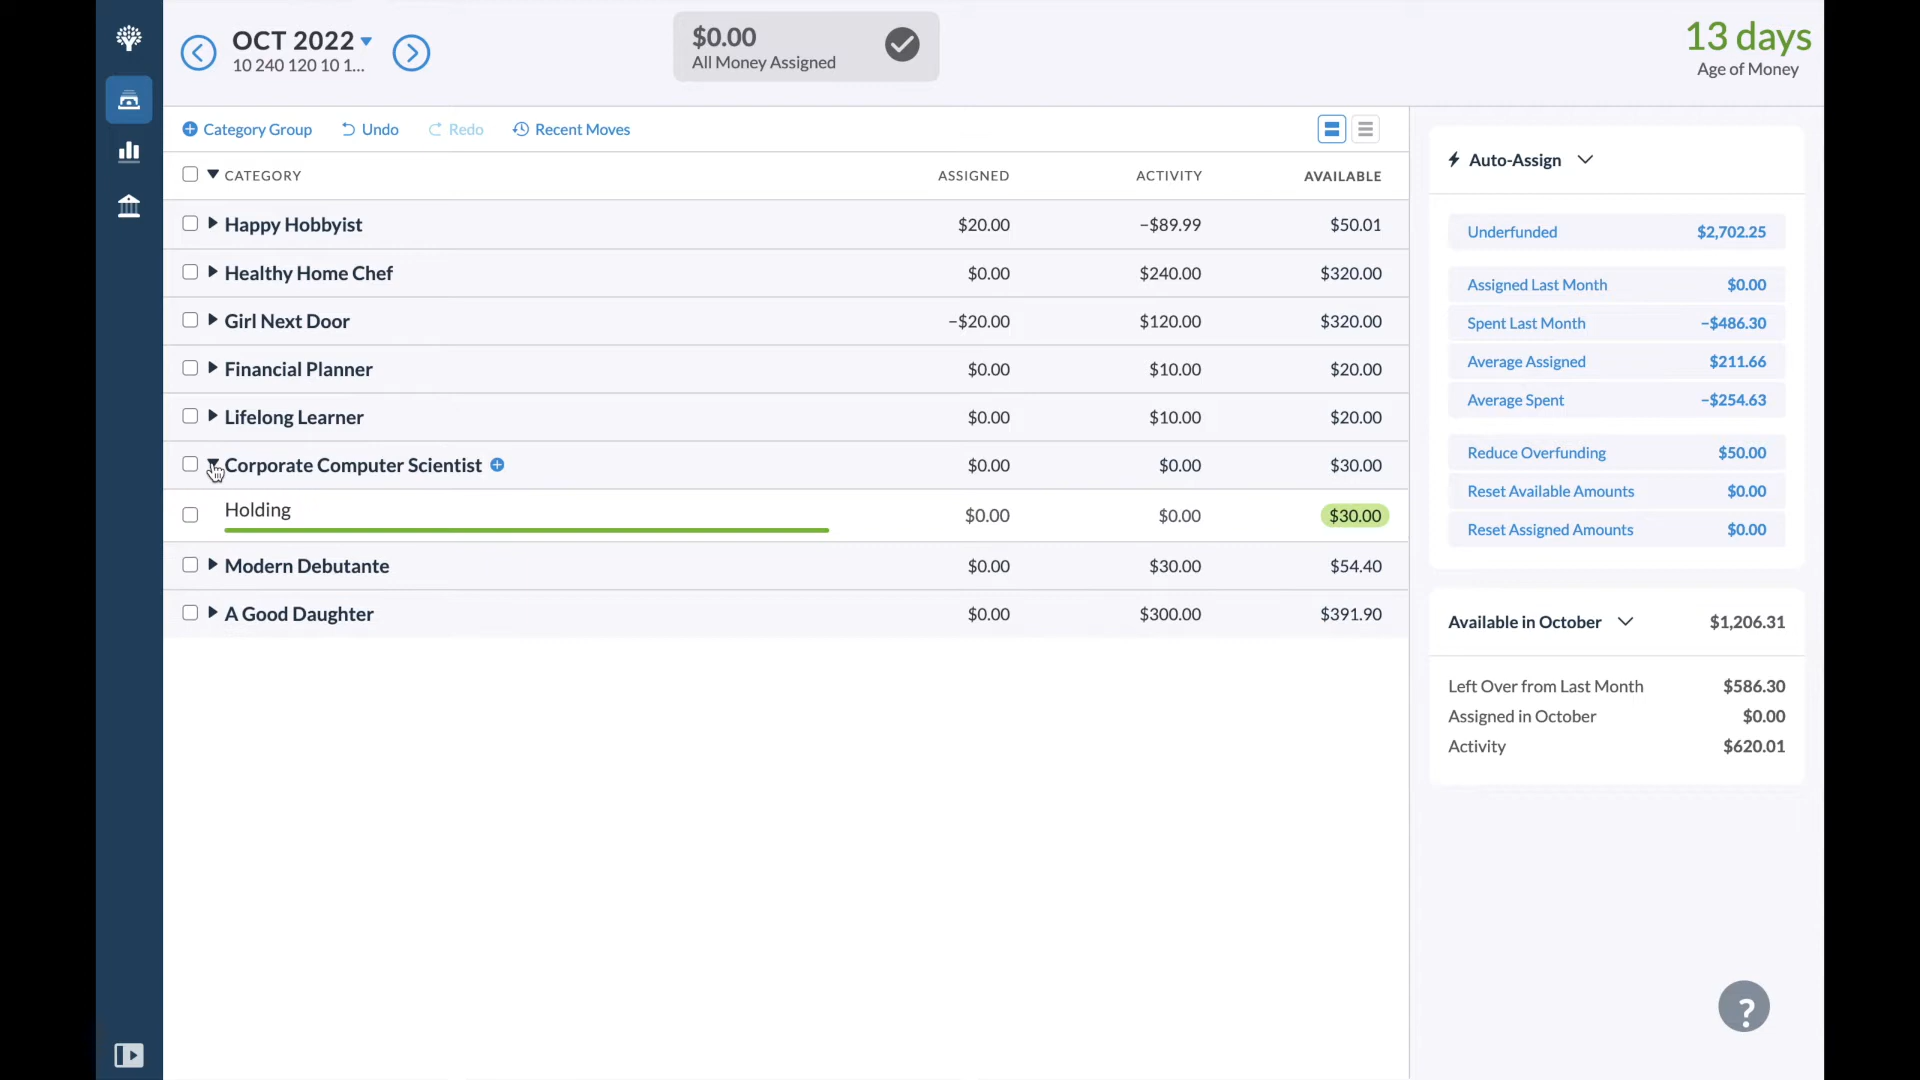 OCT 2022
10 240 120 10 1...
$0.00
All Money Assigned
13 days
Age of Money
Category Group Undo Redo Recent Moves
CATEGORY ASSIGNED ACTIVITY AVAILABLE
Happy Hobbyist $20.00 −$89.99 $50.01
Healthy Home Chef $0.00 $240.00 $320.00
Girl Next Door −$20.00 $120.00 $320.00
Financial Planner $0.00 $10.00 $20.00
Lifelong Learner $0.00 $10.00 $20.00
Corporate Computer Scientist $0.00 $0.00 $30.00
Holding $0.00 $0.00 $30.00
Modern Debutante $0.00 $30.00 $54.40
A Good Daughter $0.00 $300.00 $391.90
Auto-Assign
Underfunded $2,702.25
Assigned Last Month $0.00
Spent Last Month −$486.30
Average Assigned $211.66
Average Spent −$254.63
Reduce Overfunding $50.00
Reset Available Amounts $0.00
Reset Assigned Amounts $0.00
Available in October $1,206.31
Left Over from Last Month $586.30
Assigned in October $0.00
Activity $620.01
?